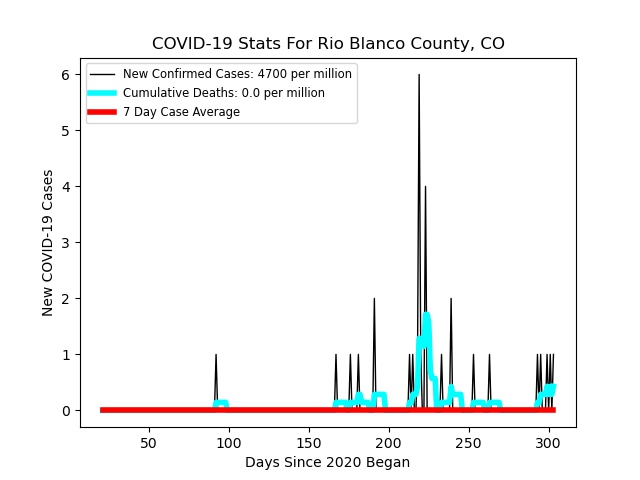 COVID-19 Stats For Rio Blanco County, CO
New Confirmed Cases: 4700 per million
Cumulative Deaths: 0.0 per million
7 Day Case Average
New COVID-19 Cases
6
5
4
3
2
1
0
50 100 150 200 250 300
Days Since 2020 Began